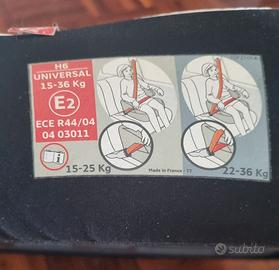 H6
UNIVERSAL
15-36 Kg
E2
ECE R44/04
04 03011
15-25 Kg
Made in France - TT
22-36 Kg
subito